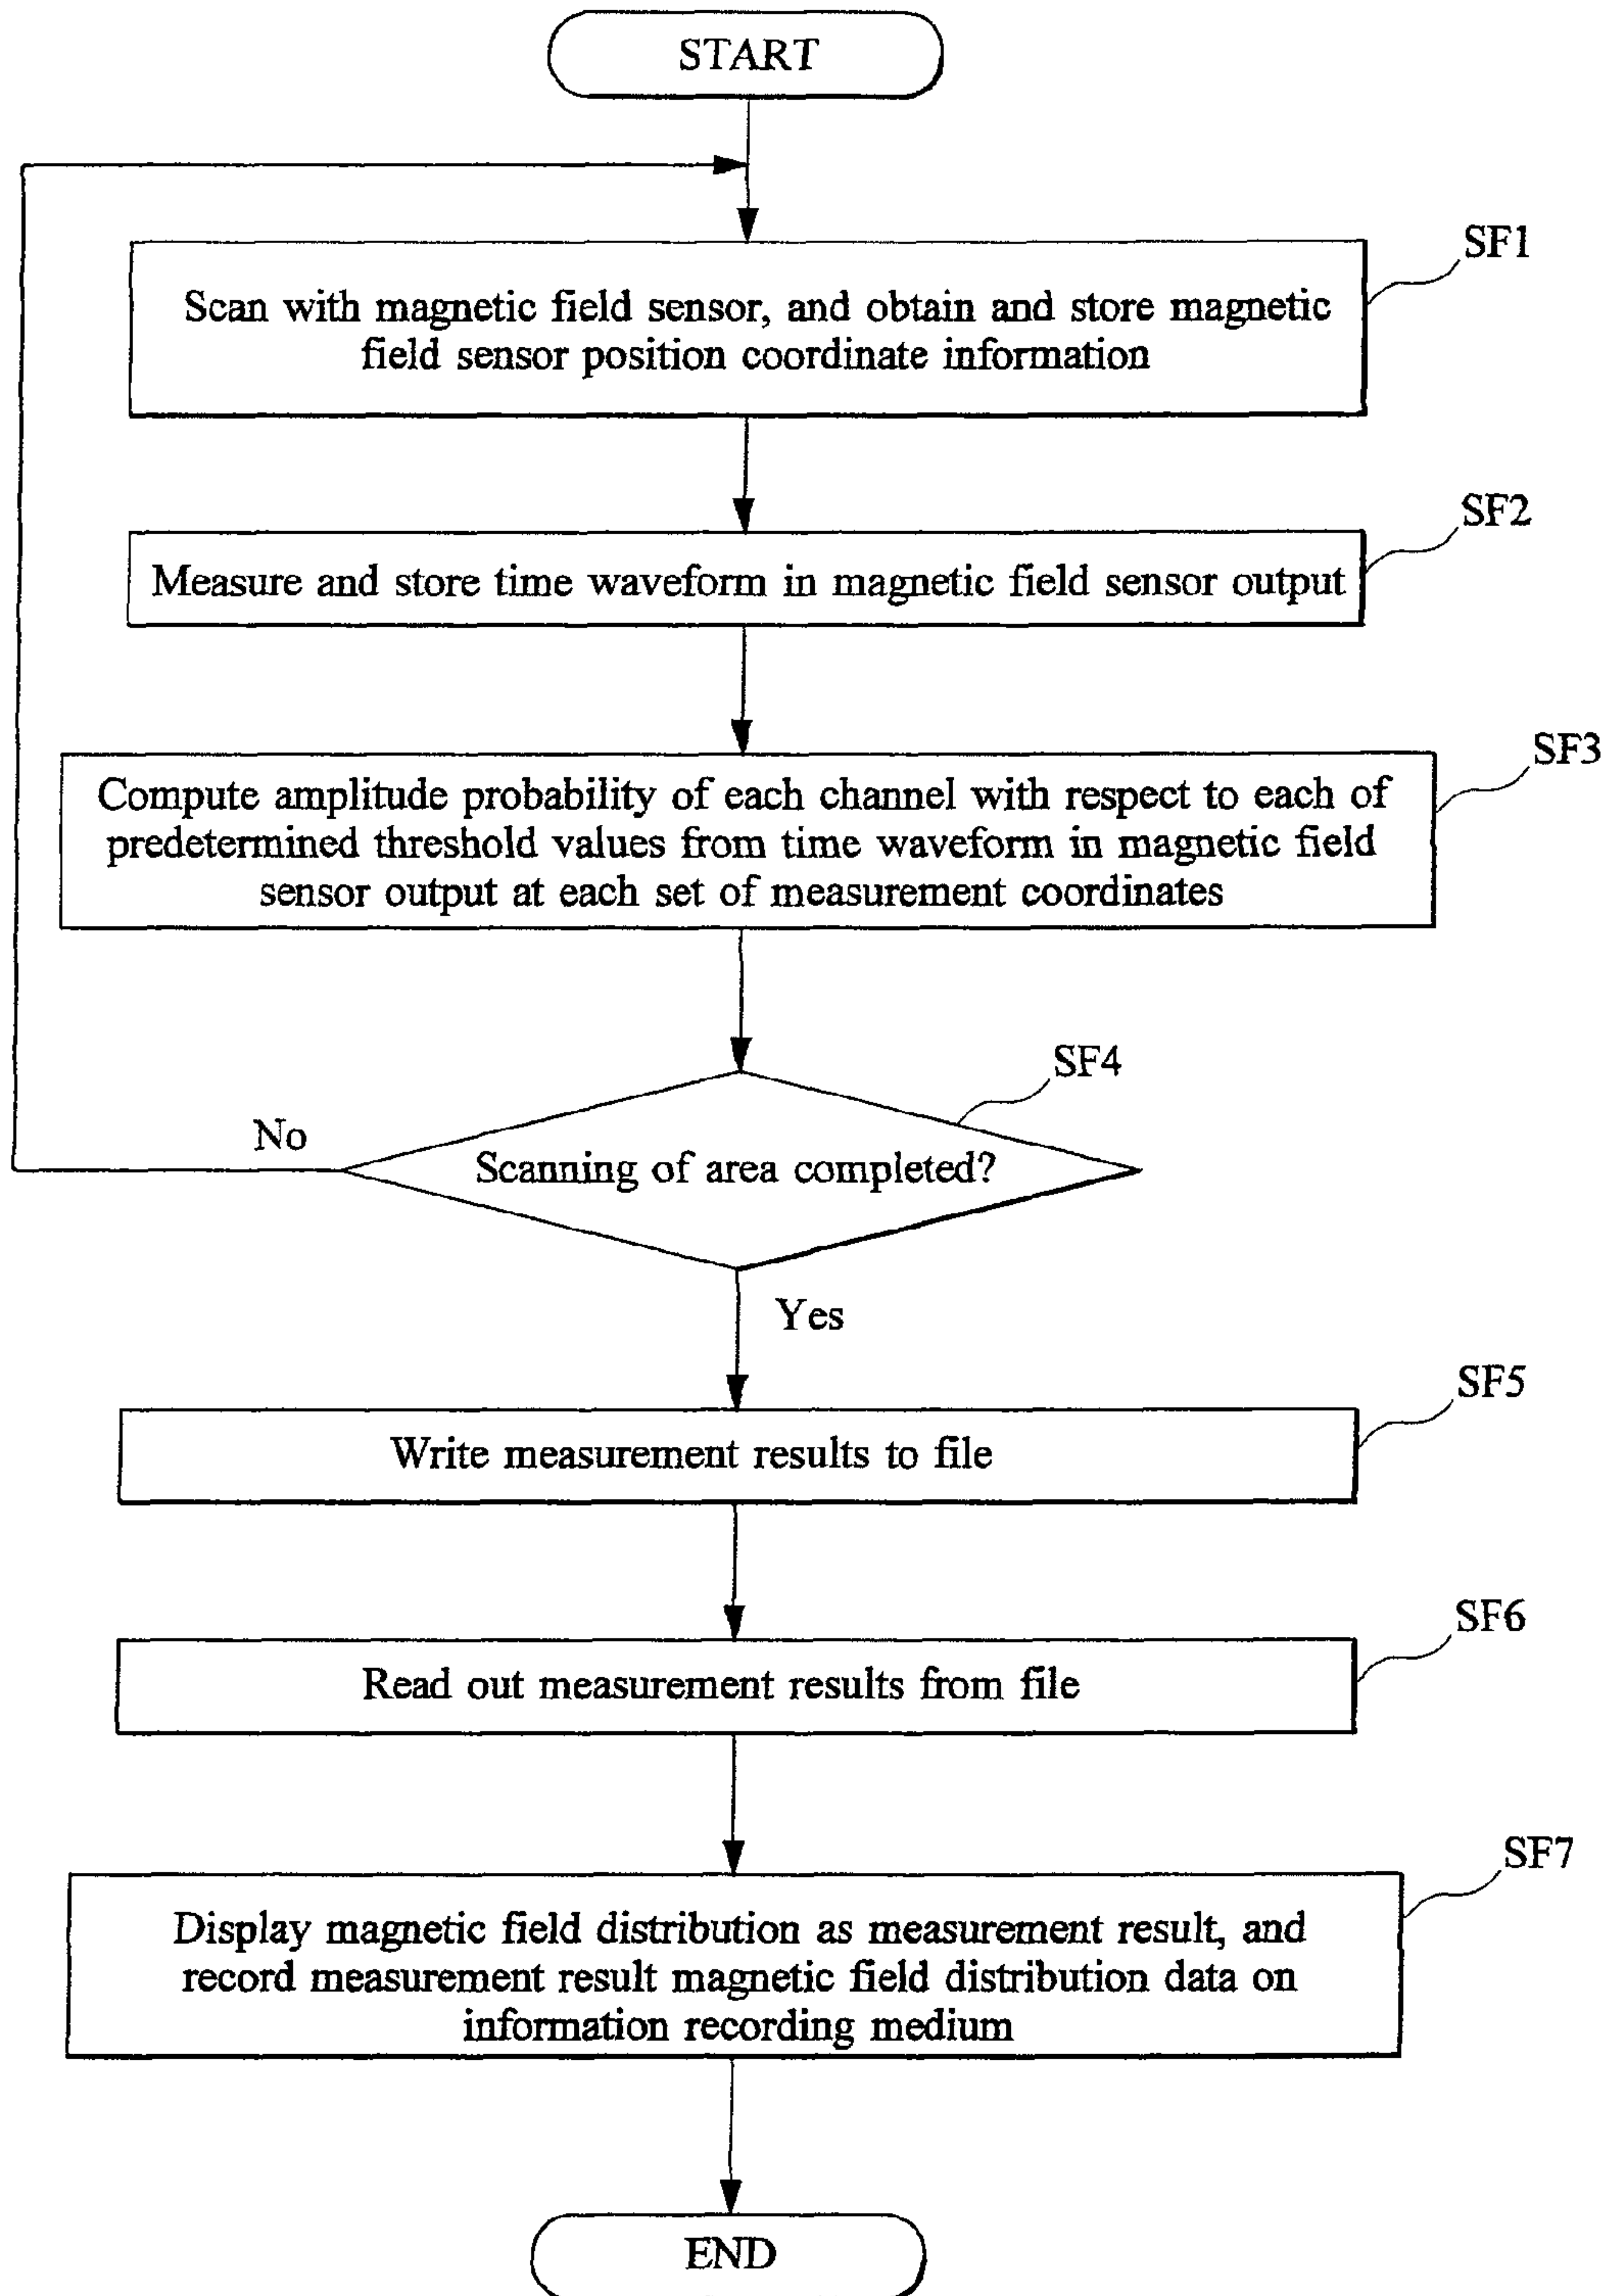 START
SF1
Scan with magnetic field sensor, and obtain and store magnetic
field sensor position coordinate information
SF2
Measure and store time waveform in magnetic field sensor output
SF3
Compute amplitude probability of each channel with respect to each of
predetermined threshold values from time waveform in magnetic field
sensor output at each set of measurement coordinates
SF4
No
Scanning of area completed?
Yes
SF5
Write measurement results to file
SF6
Read out measurement results from file
SF7
Display magnetic field distribution as measurement result, and
record measurement result magnetic field distribution data on
information recording medium
END